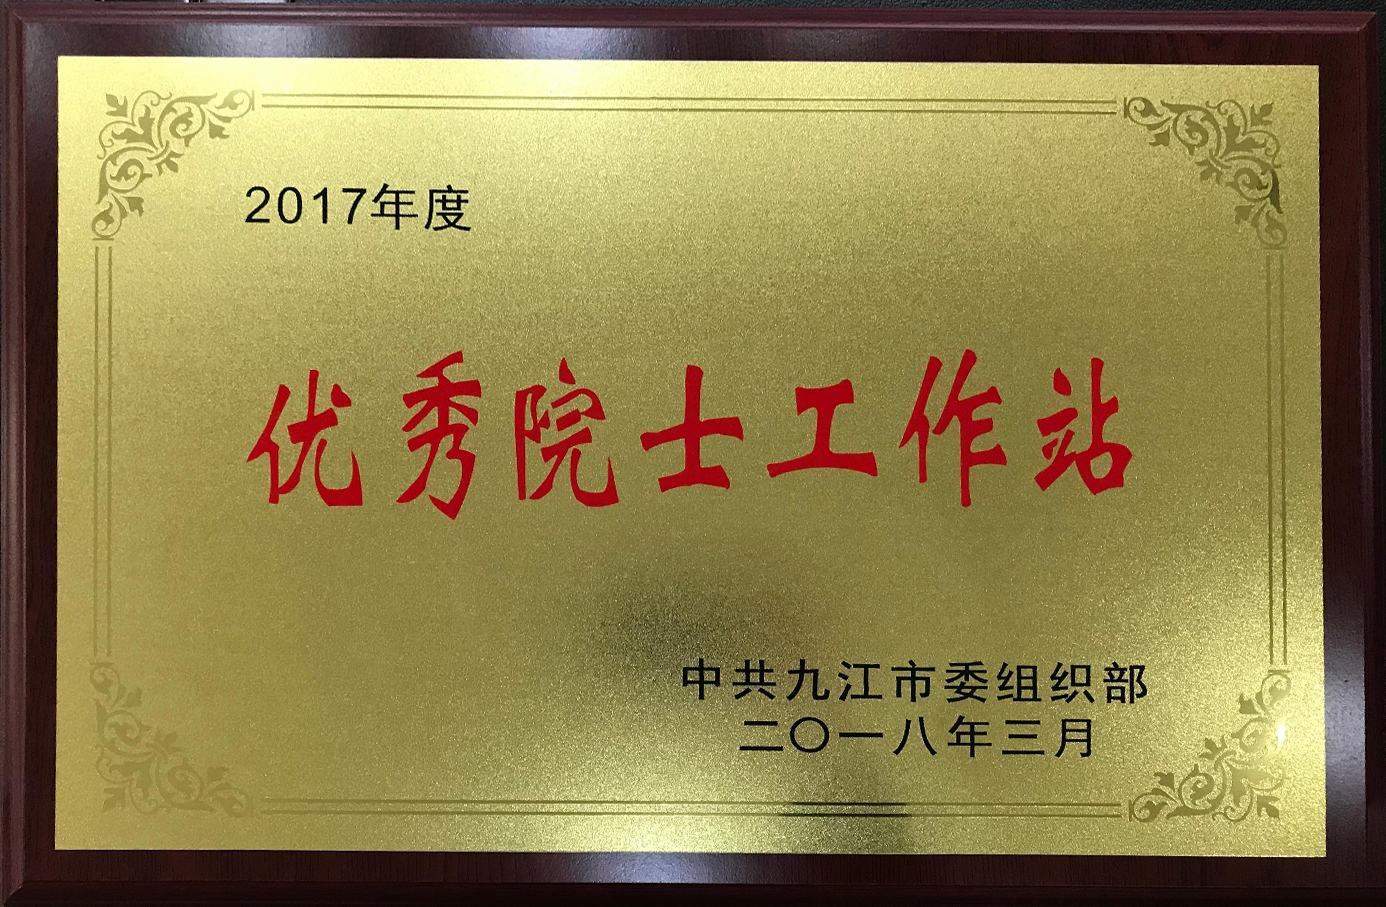 2017年度
优秀院士工作站
中共九江市委组织部
二〇一八年三月